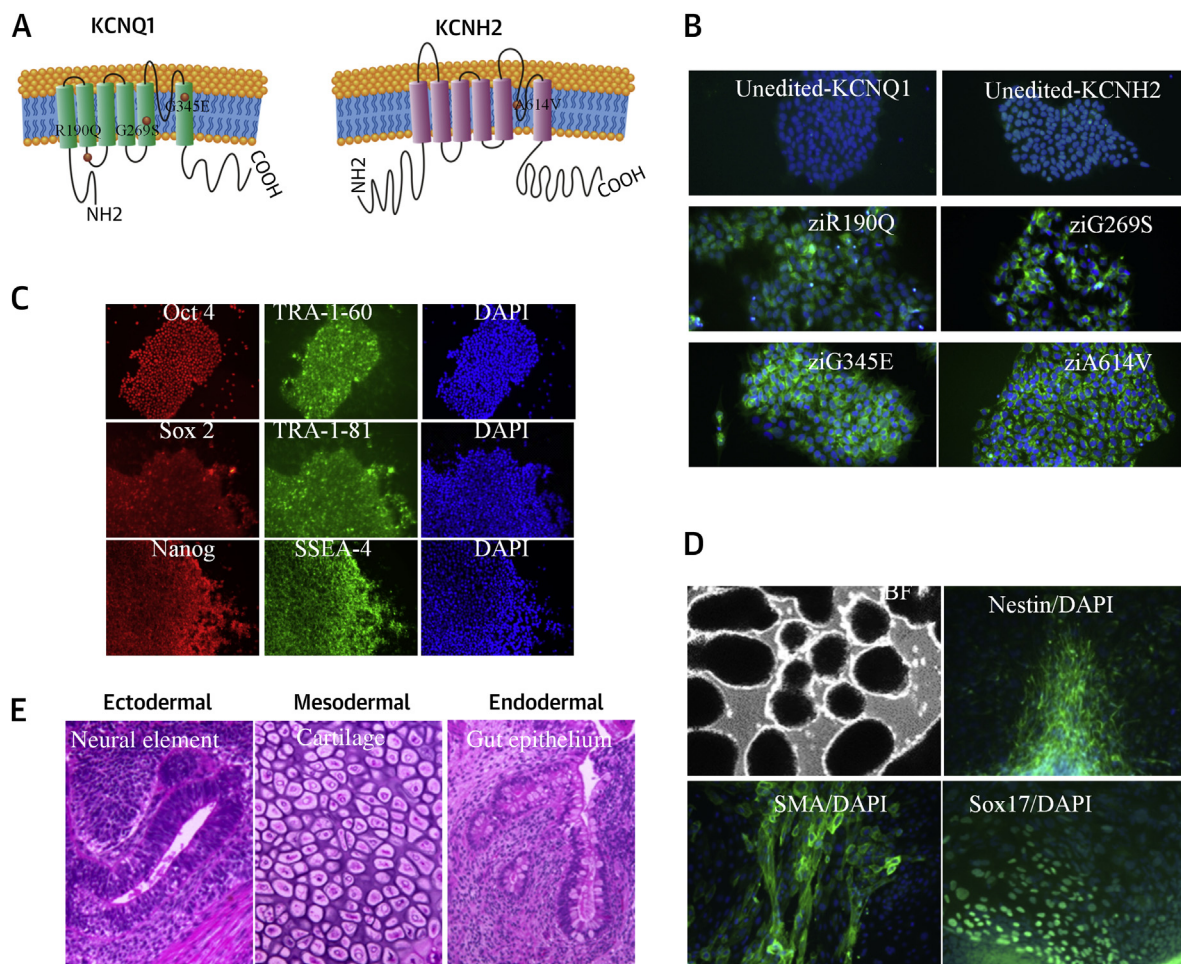 A
KCNQ1
KCNH2
G345E
R190Q
G269S
NH2
COOH
A614V
NH2
COOH
B
Unedited-KCNQ1
Unedited-KCNH2
ziR190Q
ziG269S
ziG345E
ziA614V
C
Oct 4
TRA-1-60
DAPI
Sox 2
TRA-1-81
DAPI
Nanog
SSEA-4
DAPI
D
BF
Nestin/DAPI
SMA/DAPI
Sox17/DAPI
E
Ectodermal
Mesodermal
Endodermal
Neural element
Cartilage
Gut epithelium